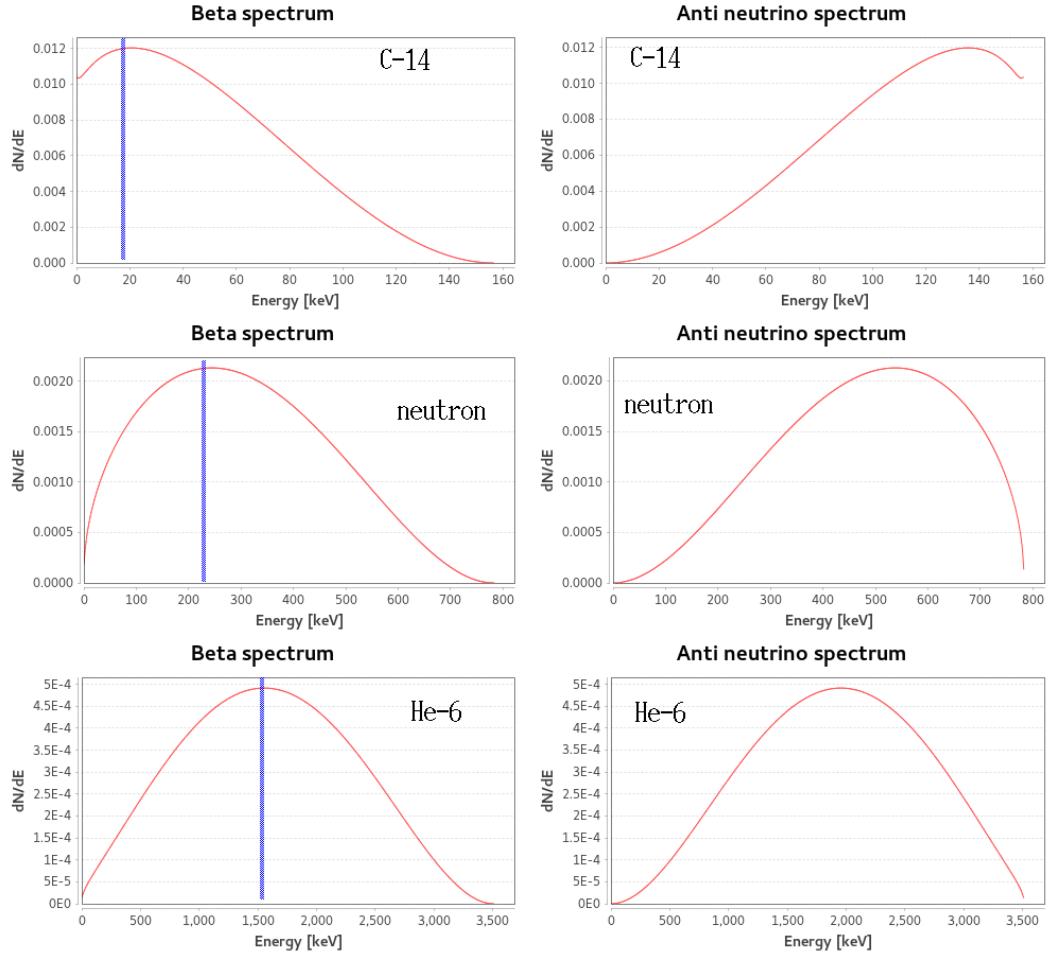 Beta spectrum
Anti neutrino spectrum
0.012
0.010
0.008
0.006
0.004
0.002
0.000
dN/dE
C-14
0 20 40 60 80 100 120 140 160
Energy [keV]
0.012
0.010
0.008
0.006
0.004
0.002
0.000
dN/dE
C-14
0 20 40 60 80 100 120 140 160
Energy [keV]
Beta spectrum
Anti neutrino spectrum
0.0020
0.0015
0.0010
0.0005
0.0000
dN/dE
neutron
0 100 200 300 400 500 600 700 800
Energy [keV]
0.0020
0.0015
0.0010
0.0005
0.0000
dN/dE
neutron
0 100 200 300 400 500 600 700 800
Energy [keV]
Beta spectrum
Anti neutrino spectrum
5E-4
4.5E-4
4E-4
3.5E-4
3E-4
2.5E-4
2E-4
1.5E-4
1E-4
5E-5
0E0
dN/dE
He-6
0 500 1,000 1,500 2,000 2,500 3,000 3,500
Energy [keV]
5E-4
4.5E-4
4E-4
3.5E-4
3E-4
2.5E-4
2E-4
1.5E-4
1E-4
5E-5
0E0
dN/dE
He-6
0 500 1,000 1,500 2,000 2,500 3,000 3,500
Energy [keV]